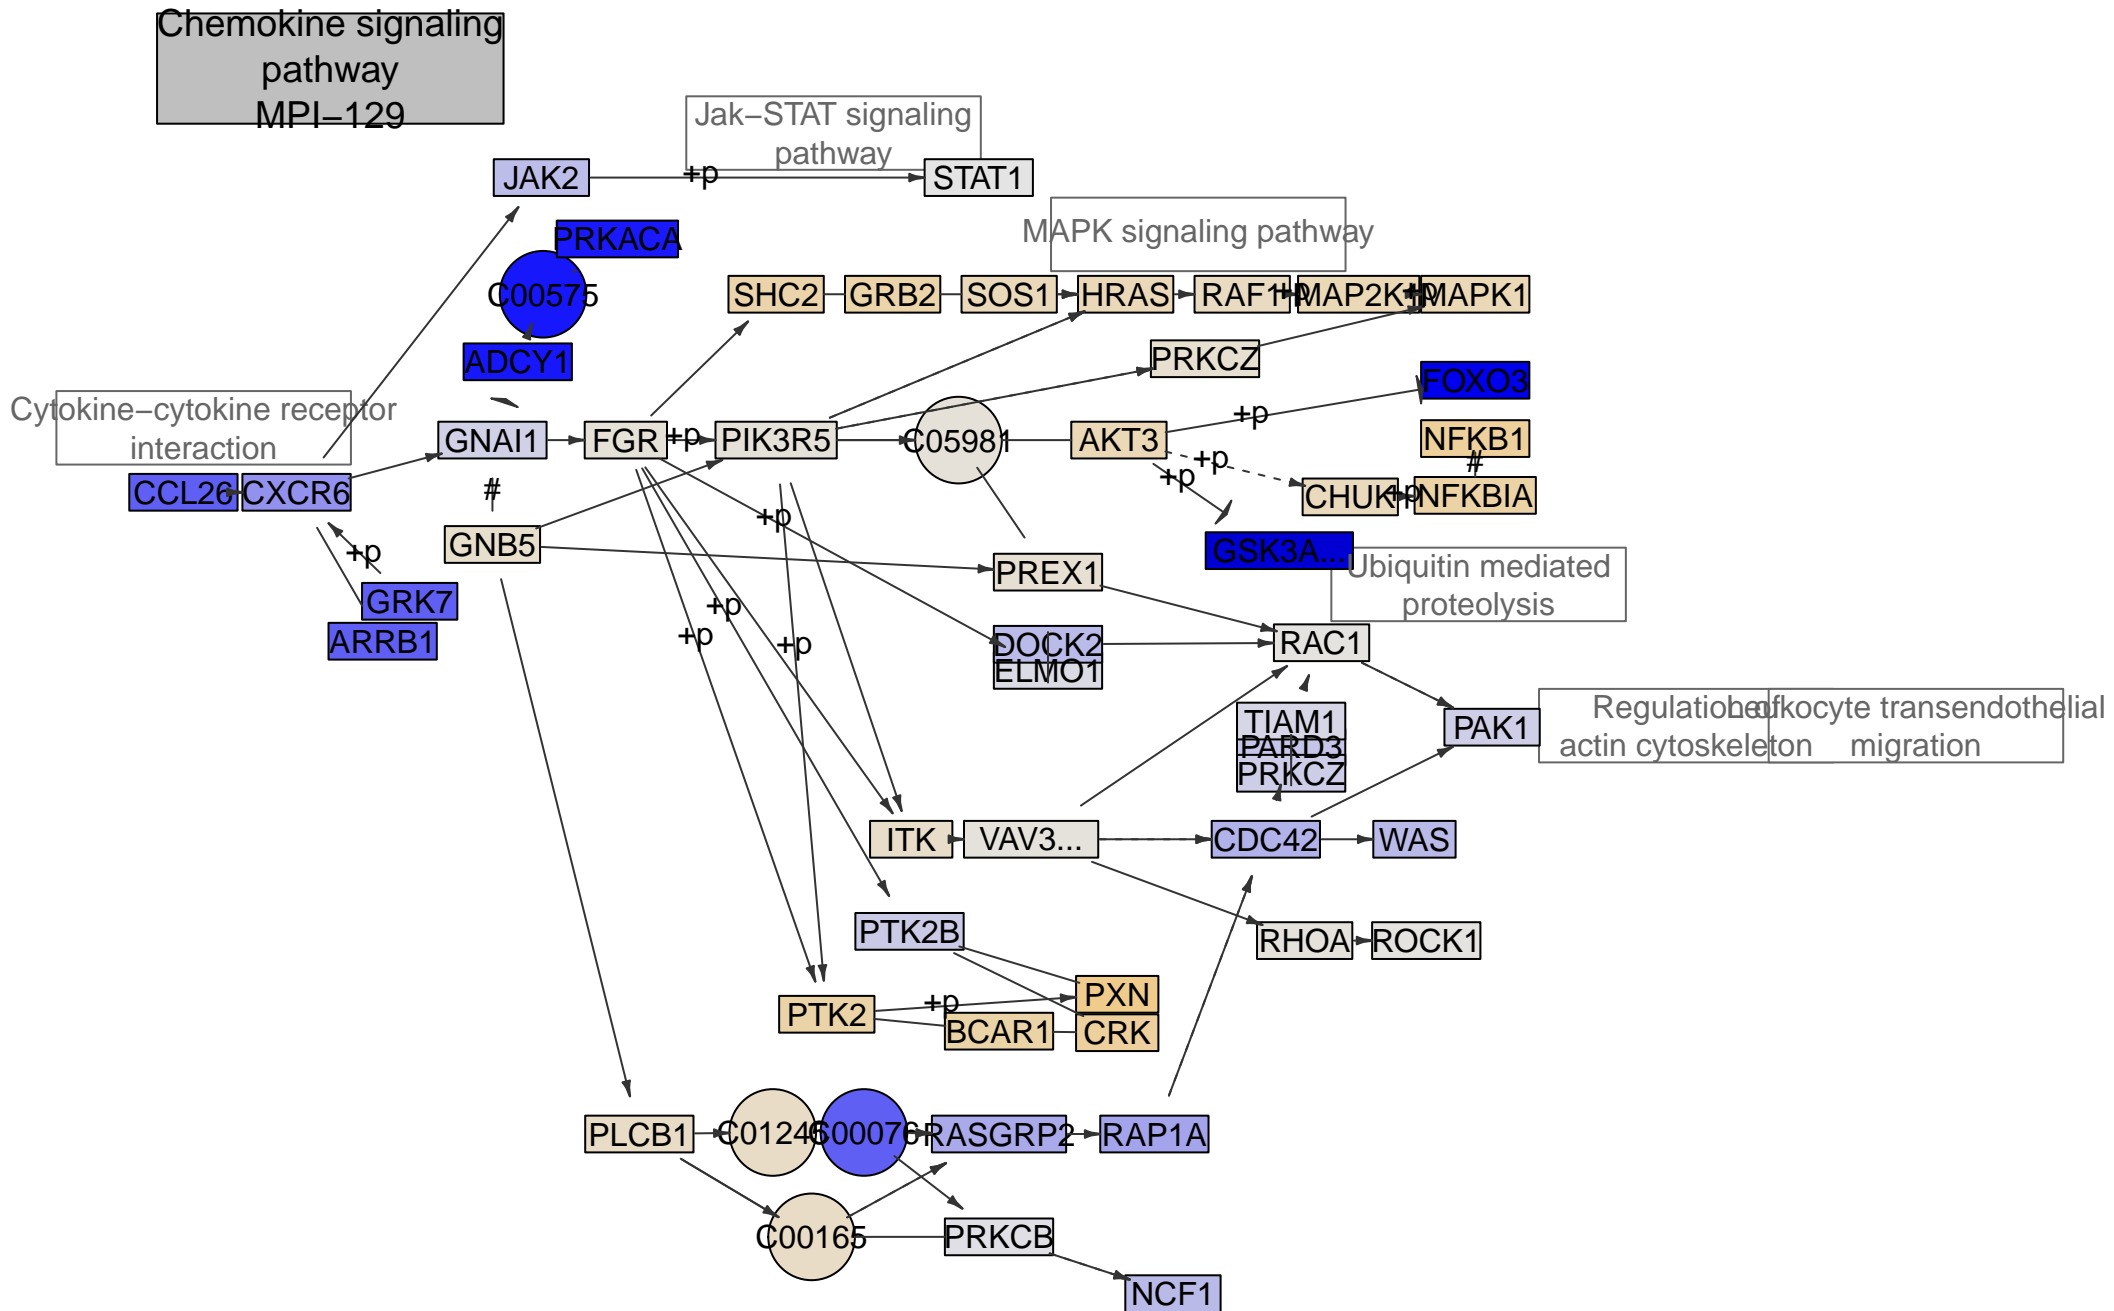 Chemokine signaling
pathway
MPI−129
Jak−STAT signaling
pathway
JAK2
+p
STAT1
PRKACA
MAPK signaling pathway
C00575
SHC2
GRB2
SOS1
HRAS
RAF1
+p
MAP2K1
+p
MAPK1
ADCY1
PRKCZ
FOXO3
Cytokine−cytokine receptor
interaction
GNAI1
FGR
+p
PIK3R5
C05981
AKT3
+p
NFKB1
#
+p
+p
CCL26
CXCR6
#
CHUK
+p
NFKBIA
+p
GNB5
+p
GSK3A...
PREX1
Ubiquitin mediated
proteolysis
GRK7
ARRB1
+p
+p
+p
DOCK2
ELMO1
RAC1
TIAM1
PARD3
PRKCZ
PAK1
Regulation of
actin cytoskeleton
Leukocyte transendothelial
migration
ITK
VAV3...
CDC42
WAS
PTK2B
RHOA
ROCK1
PTK2
+p
PXN
BCAR1
CRK
PLCB1
C01245
C00076
RASGRP2
RAP1A
C00165
PRKCB
NCF1